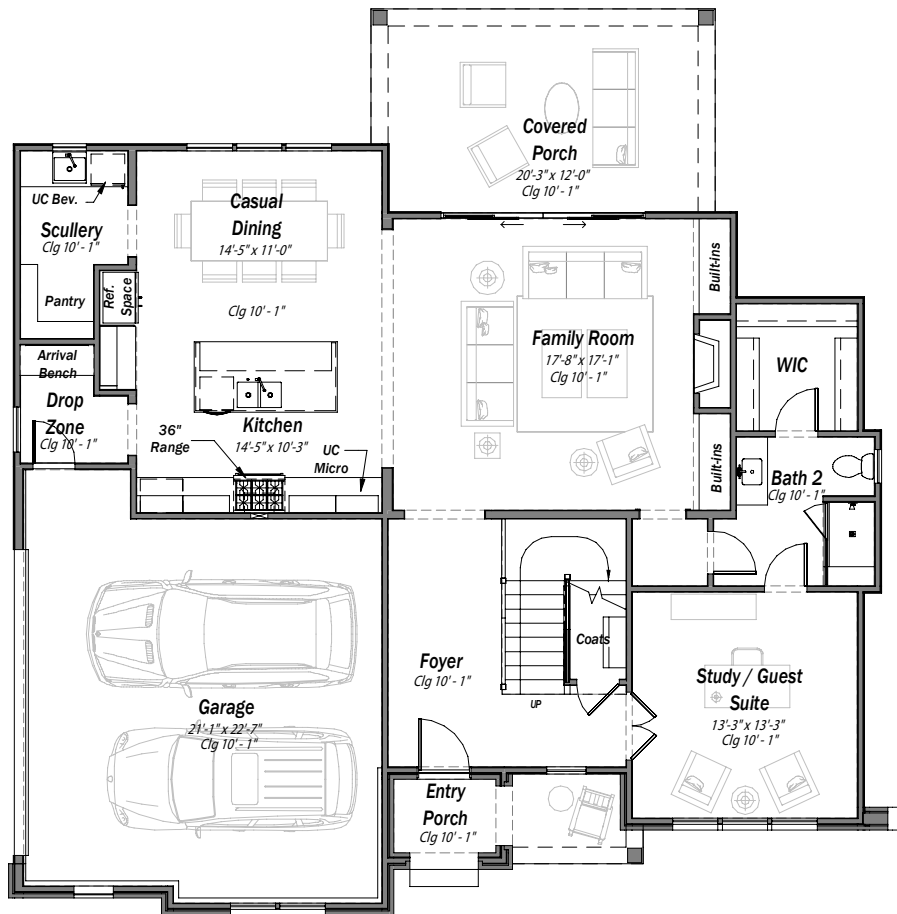 Covered
Porch
20'-3" x 12'-0"
Clg 10' - 1"
UC Bev.
Scullery
Clg 10' - 1"
Pantry
Ref.
Space
Casual
Dining
14'-5" x 11'-0"
Clg 10' - 1"
Built-ins
Family Room
17'-8" x 17'-1"
Clg 10' - 1"
WIC
Arrival
Bench
Drop
Zone
Clg 10' - 1"
36"
Range
Kitchen
14'-5" x 10'-3"
UC
Micro
Built-ins
Bath 2
Clg 10' - 1"
Coats
Foyer
Clg 10' - 1"
UP
Study / Guest
Suite
13'-3" x 13'-3"
Clg 10' - 1"
Garage
21'-1" x 22'-7"
Clg 10' - 1"
Entry
Porch
Clg 10' - 1"